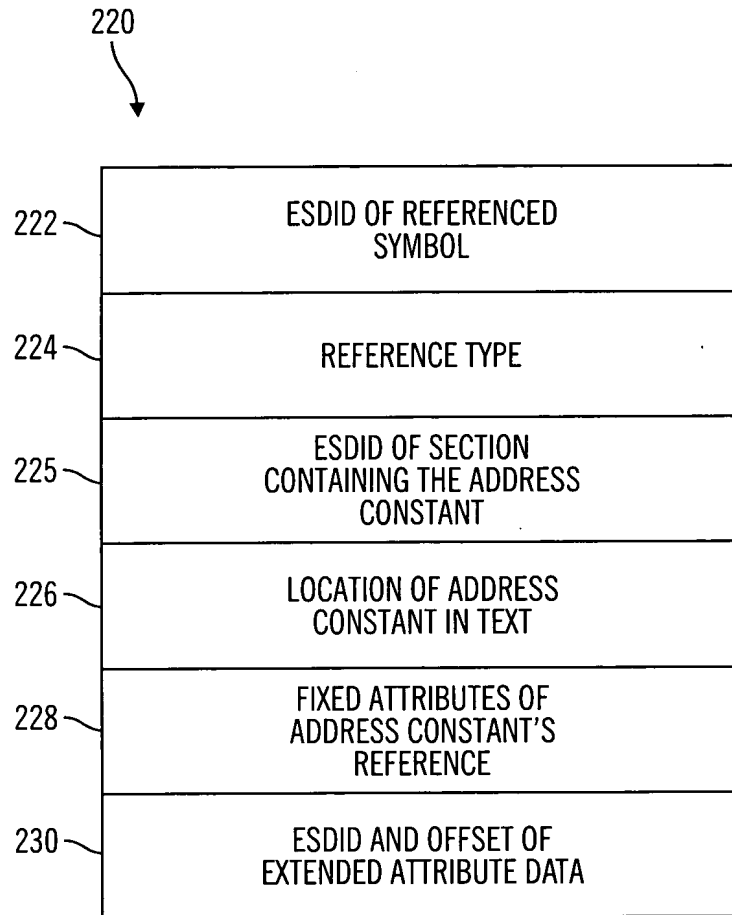 220
222
ESDID OF REFERENCED
SYMBOL
224
REFERENCE TYPE
225
ESDID OF SECTION
CONTAINING THE ADDRESS
CONSTANT
226
LOCATION OF ADDRESS
CONSTANT IN TEXT
228
FIXED ATTRIBUTES OF
ADDRESS CONSTANT'S
REFERENCE
230
ESDID AND OFFSET OF
EXTENDED ATTRIBUTE DATA